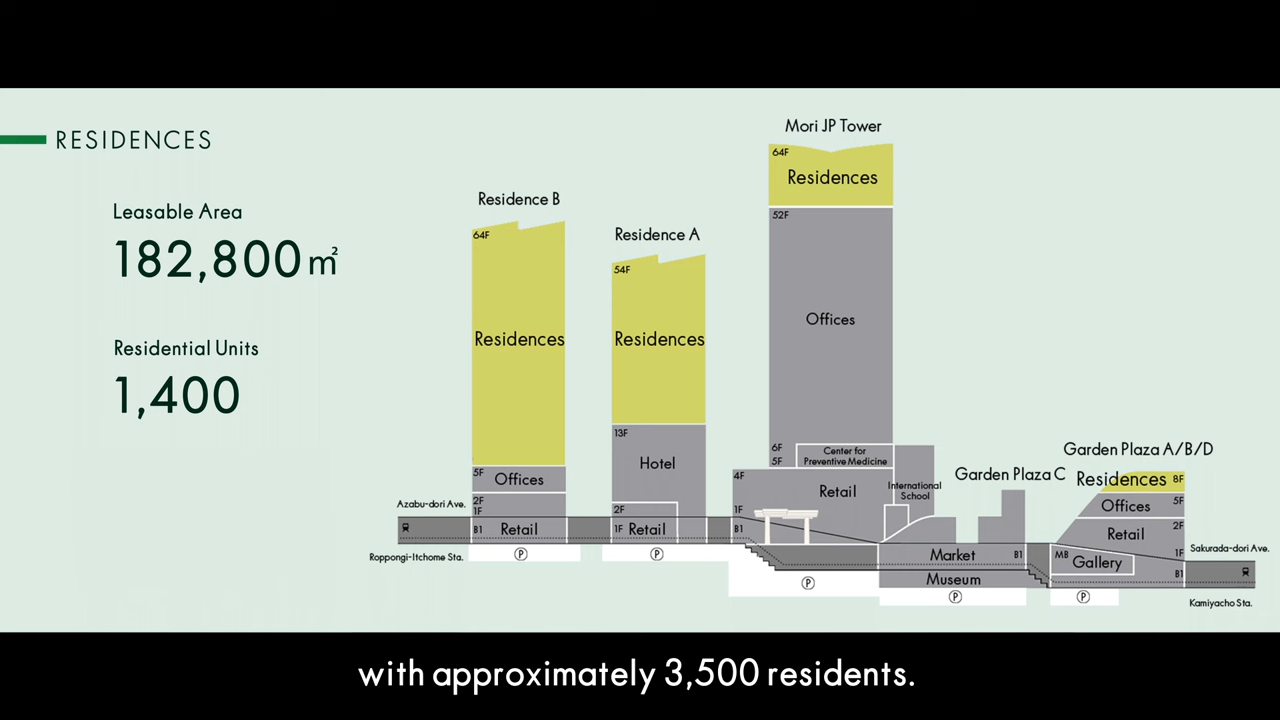 RESIDENCES
Leasable Area
182,800㎡
Residential Units
1,400
Residence B
64F
Residences
5F
Offices
2F
1F
B1
Retail
Azabu-dori Ave.
Roppongi-Itchome Sta.
Ⓟ
Residence A
54F
Residences
13F
Hotel
2F
1F
Retail
Ⓟ
Mori JP Tower
64F
Residences
52F
Offices
6F
5F
Center for
Preventive Medicine
4F
Retail
1F
B1
International
School
Ⓟ
Garden Plaza C
Market
B1
Museum
Ⓟ
Garden Plaza A/B/D
Residences 8F
Offices 5F
Retail 2F
MB
Gallery
1F
B1
Ⓟ
Sakurada-dori Ave.
Kamiyacho Sta.
with approximately 3,500 residents.